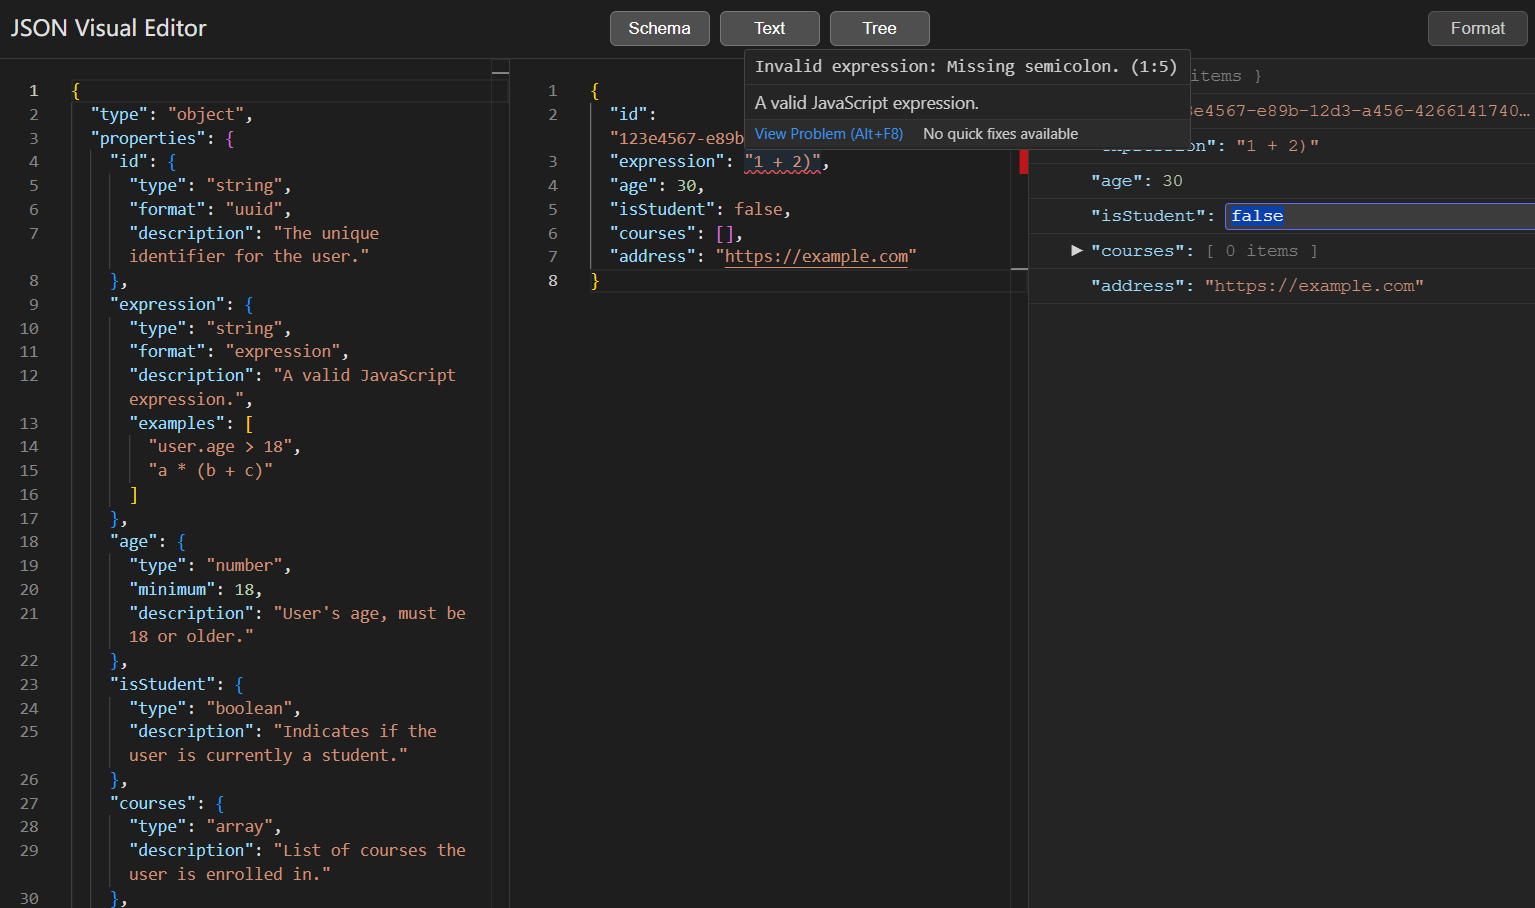 JSON Visual Editor
Schema
Text
Tree
Format
1 {
2 "type": "object",
3 "properties": {
4 "id": {
5 "type": "string",
6 "format": "uuid",
7 "description": "The unique
identifier for the user."
8 },
9 "expression": {
10 "type": "string",
11 "format": "expression",
12 "description": "A valid JavaScript
expression.",
13 "examples": [
14 "user.age > 18",
15 "a * (b + c)"
16 ]
17 },
18 "age": {
19 "type": "number",
20 "minimum": 18,
21 "description": "User's age, must be
18 or older."
22 },
23 "isStudent": {
24 "type": "boolean",
25 "description": "Indicates if the
user is currently a student."
26 },
27 "courses": {
28 "type": "array",
29 "description": "List of courses the
user is enrolled in."
30 },
1 {
2 "id":
"123e4567-e89b
3 "expression": "1 + 2)",
4 "age": 30,
5 "isStudent": false,
6 "courses": [],
7 "address": "https://example.com"
8 }
Invalid expression: Missing semicolon. (1:5)
A valid JavaScript expression.
View Problem (Alt+F8) No quick fixes available
items }
e4567-e89b-12d3-a456-4266141740…
"expression": "1 + 2)"
"age": 30
"isStudent": false
▶ "courses": [ 0 items ]
"address": "https://example.com"